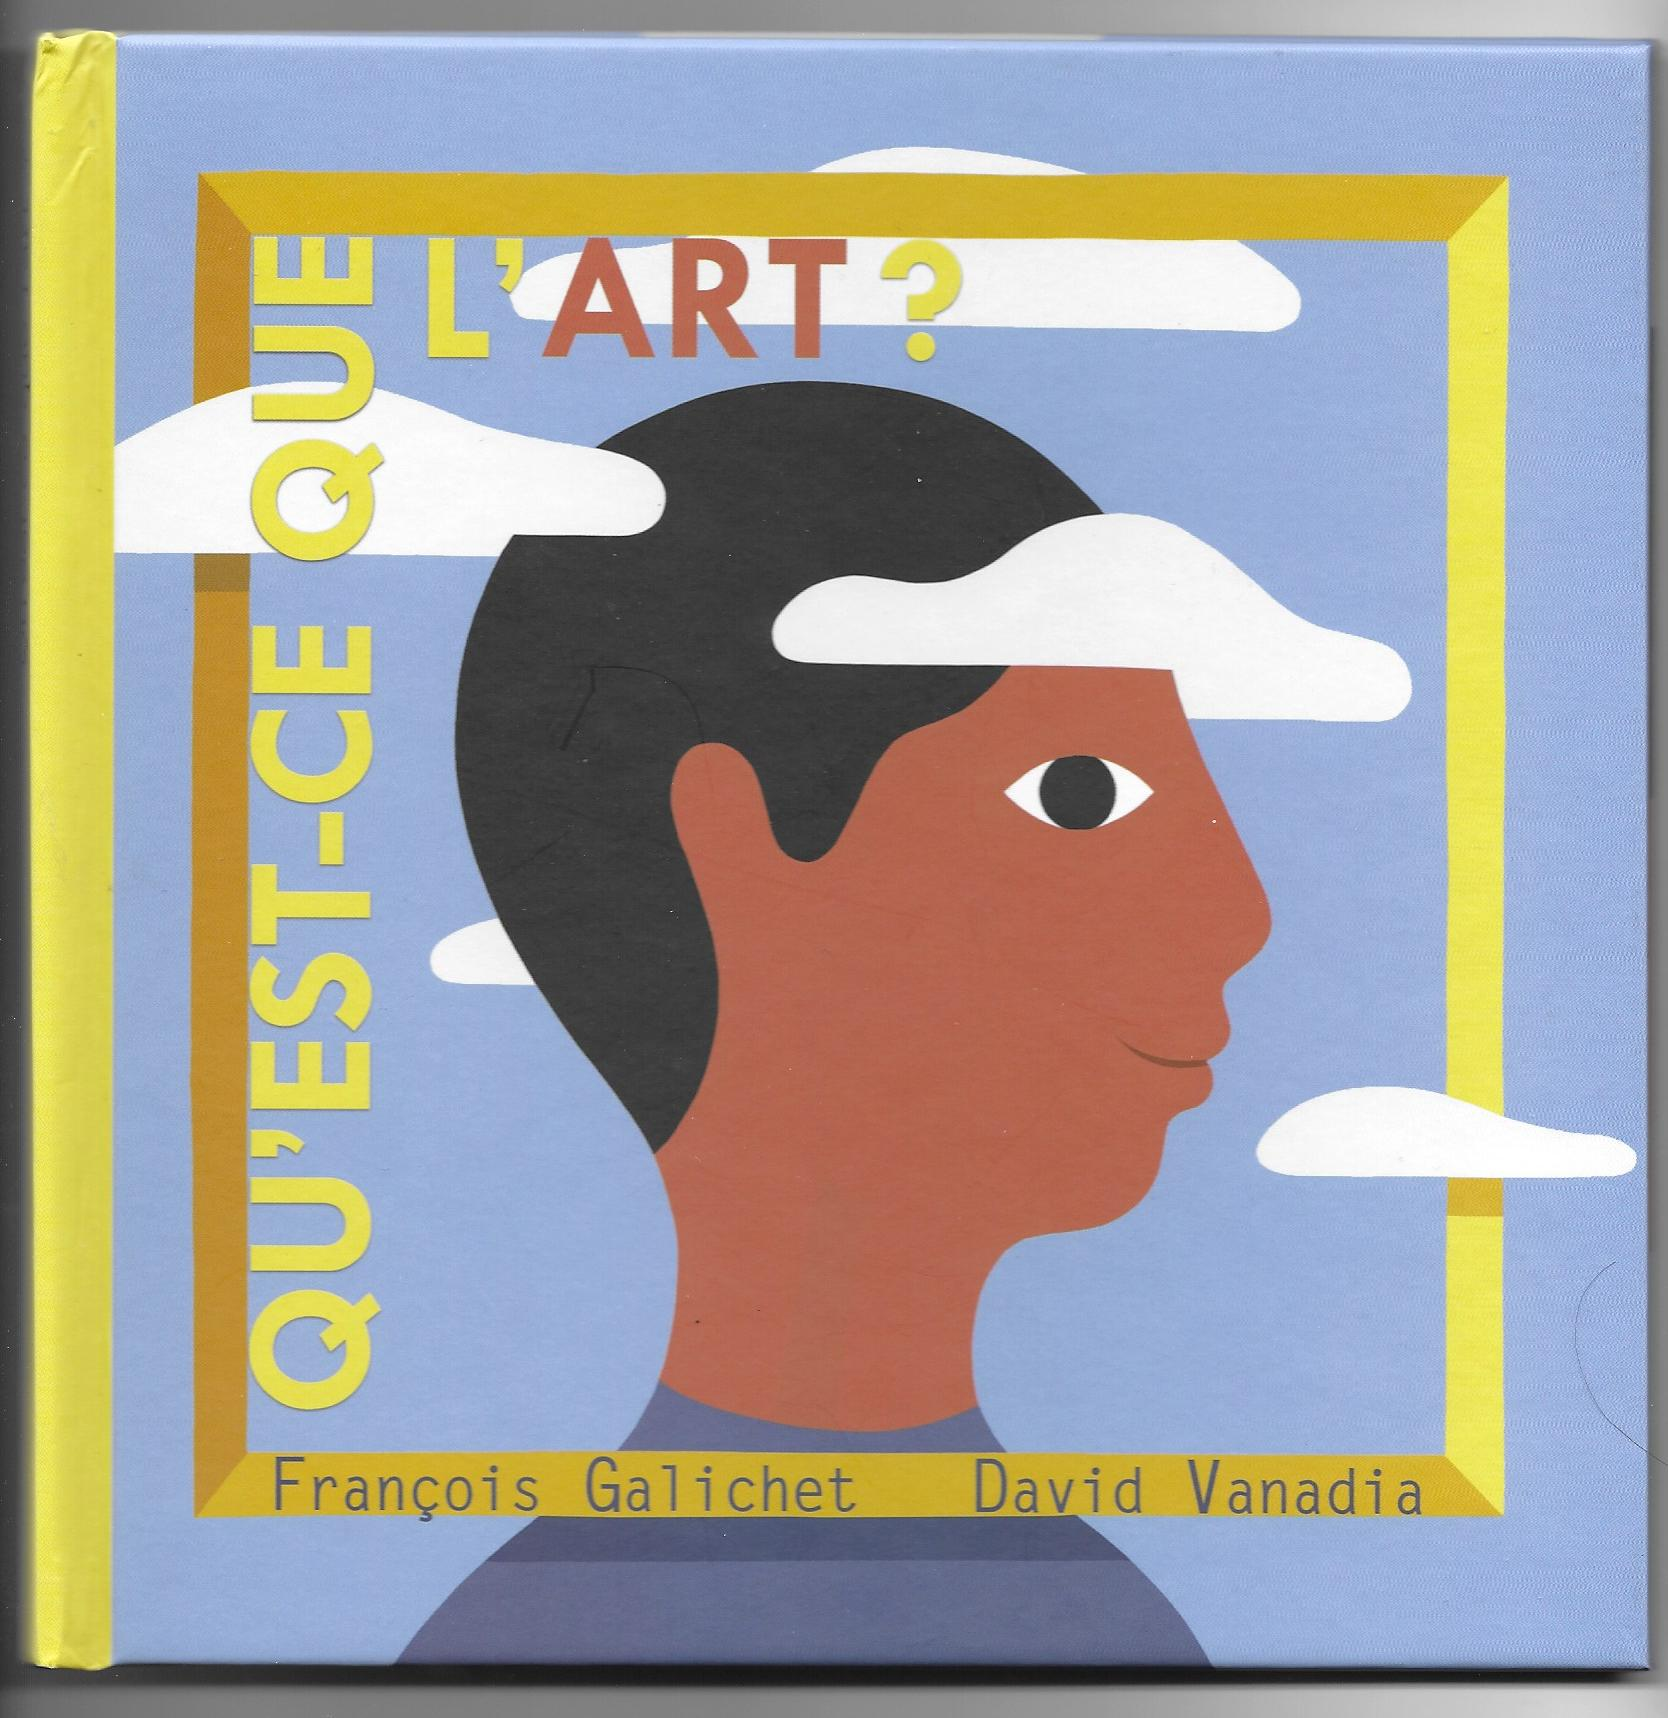 QU'EST-CE QUE
L'ART ?
François Galichet David Vanadia